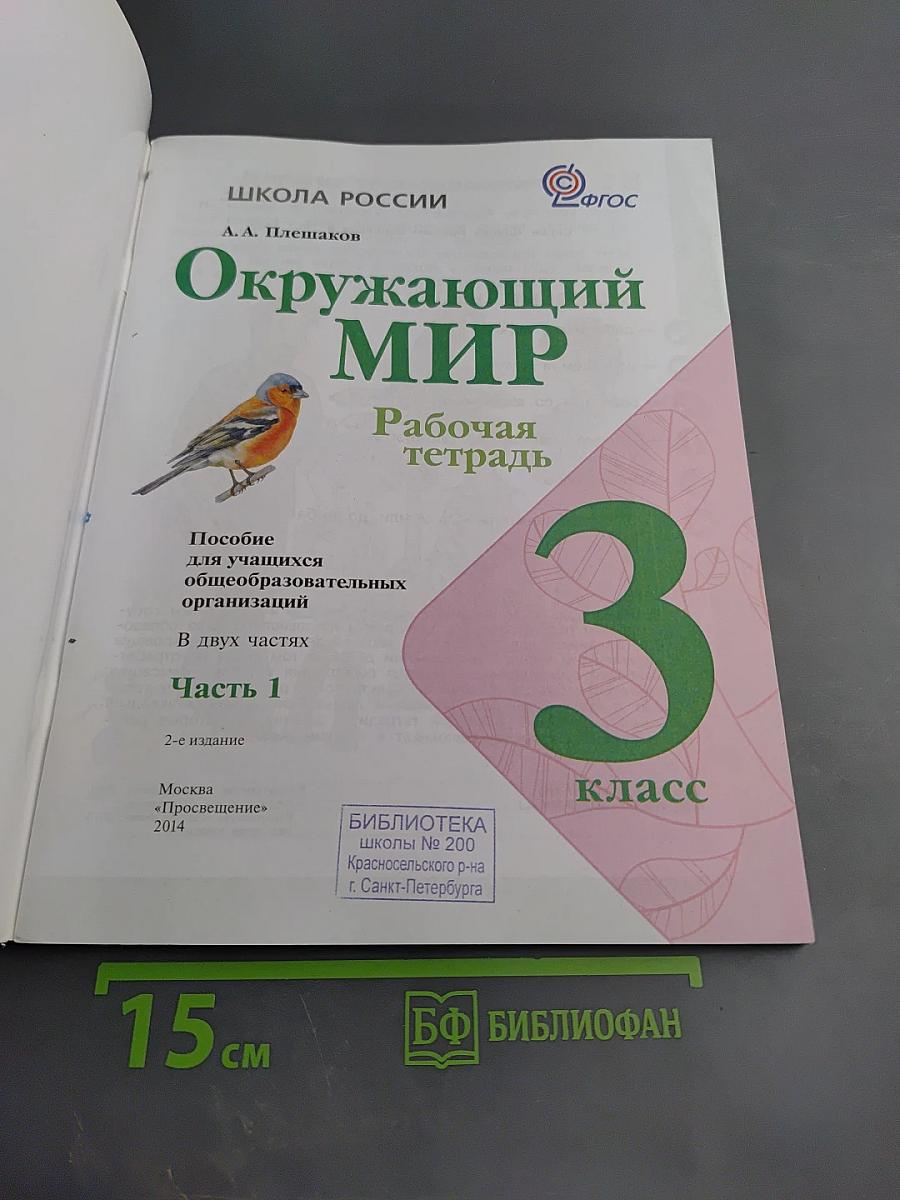 ШКОЛА РОССИИ
ФГОС
А. А. Плешаков
Окружающий
МИР
Рабочая
тетрадь
3
класс
Пособие
для учащихся
общеобразовательных
организаций
В двух частях
Часть 1
2-е издание
Москва
«Просвещение»
2014
БИБЛИОТЕКА
школы № 200
Красносельского р-на
г. Санкт-Петербурга
15 см
БФ БИБЛИОФАН